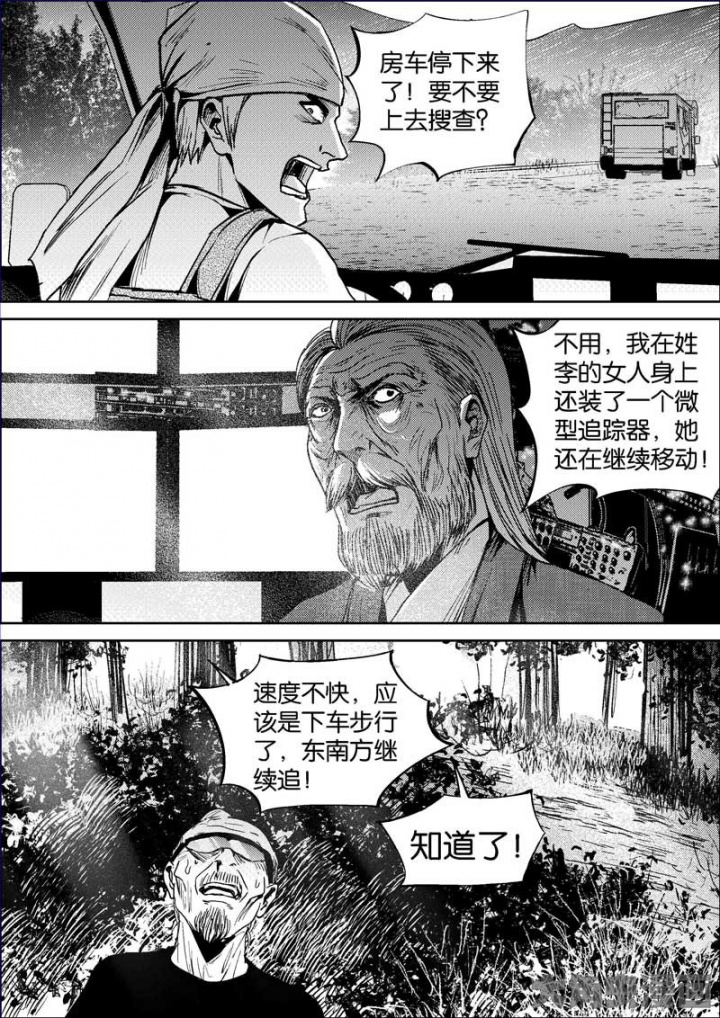 房车停下来
了！要不要
上去搜查？
不用，我在姓
李的女人身上
还装了一个微
型追踪器，她
还在继续移动！
速度不快，应
该是下车步行
了，东南方继
续追！
知道了！